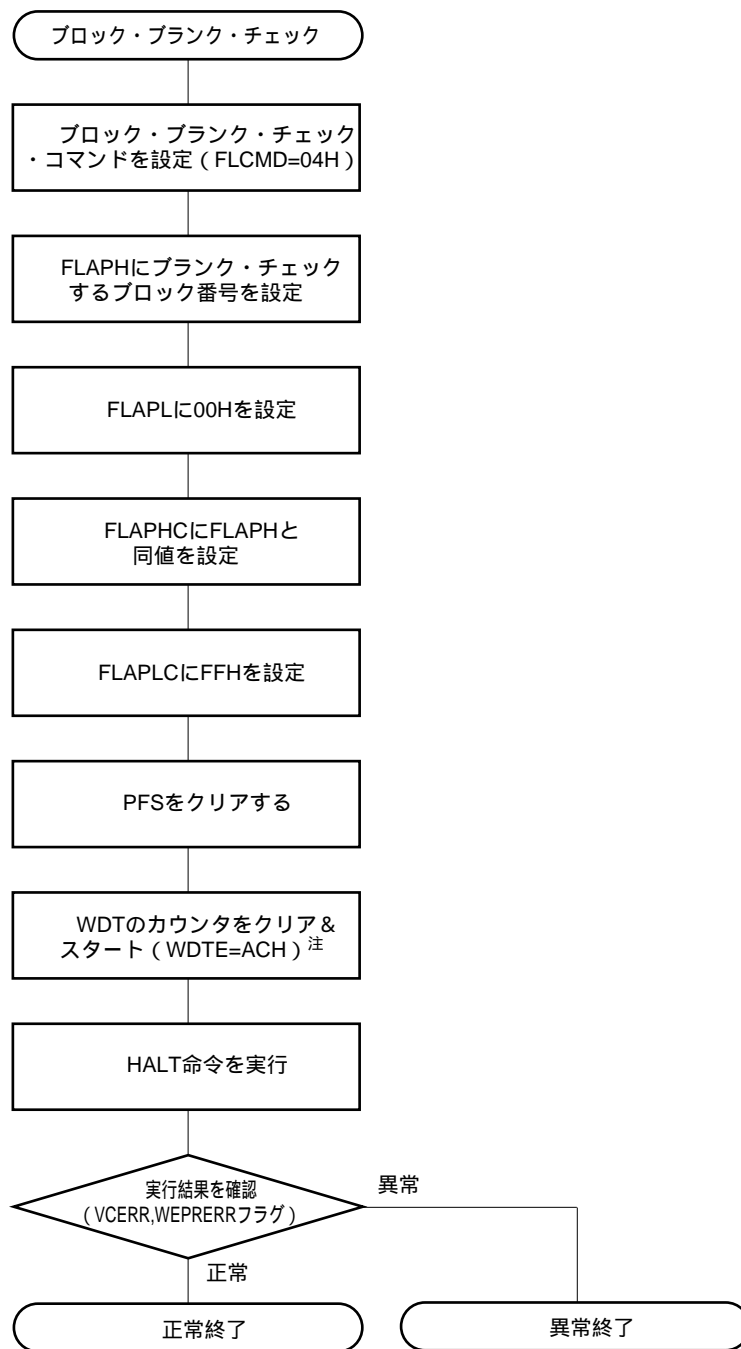 ブロック・ブランク・チェック
ブロック・ブランク・チェック
・コマンドを設定（FLCMD=04H）
FLAPHにブランク・チェック
するブロック番号を設定
FLAPLに00Hを設定
FLAPHCにFLAPHと
同値を設定
FLAPLCにFFHを設定
PFSをクリアする
WDTのカウンタをクリア＆
スタート（WDTE=ACH）注
HALT命令を実行
実行結果を確認
（VCERR,WEPRERRフラグ）
異常
正常
正常終了
異常終了